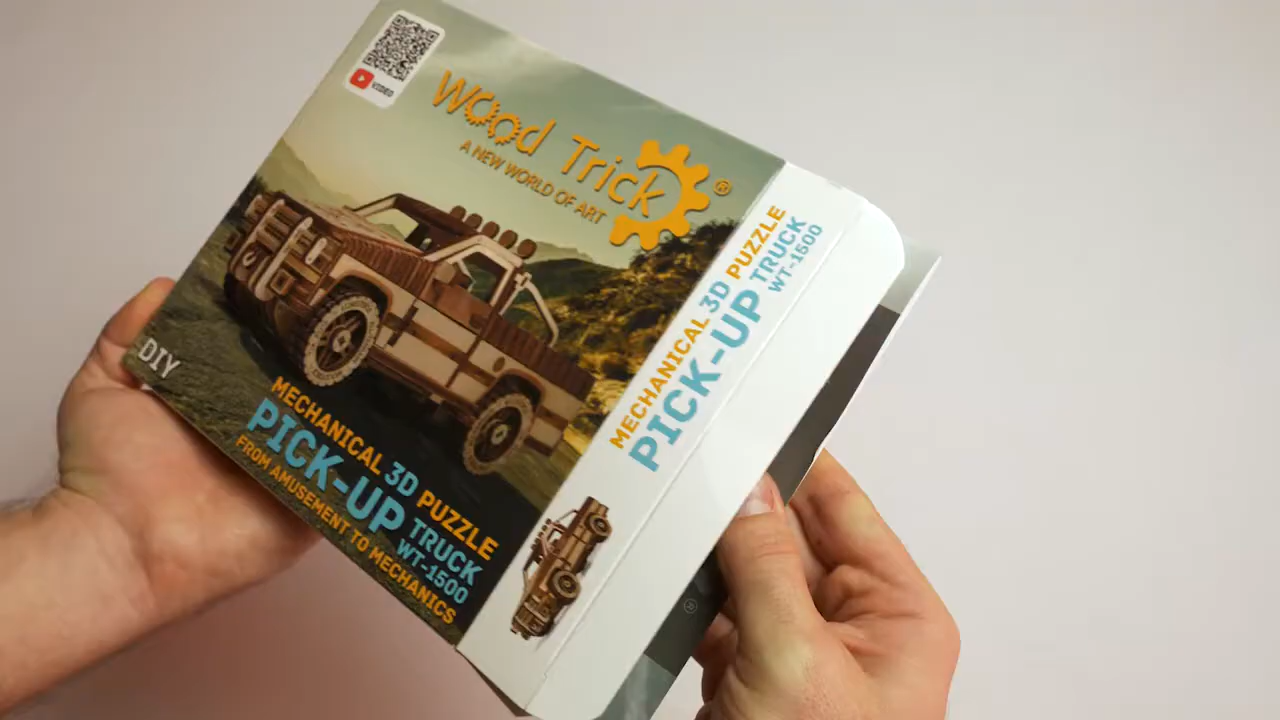 VIDEO
Wood Trick®
A NEW WORLD OF ART
DIY
MECHANICAL 3D PUZZLE
PICK-UP TRUCK
WT-1500
FROM AMUSEMENT TO MECHANICS
MECHANICAL 3D PUZZLE
PICK-UP TRUCK
WT-1500
®